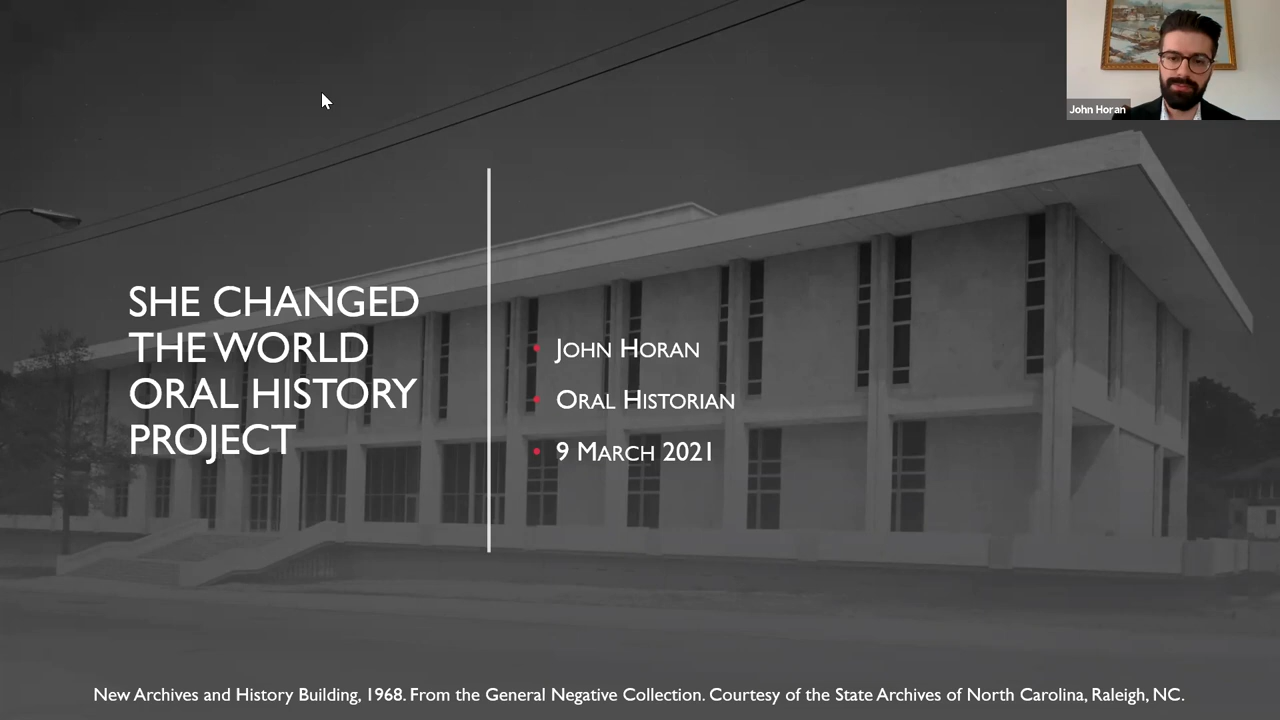 John Horan
SHE CHANGED
THE WORLD
ORAL HISTORY
PROJECT
• JOHN HORAN
• ORAL HISTORIAN
• 9 MARCH 2021
New Archives and History Building, 1968. From the General Negative Collection. Courtesy of the State Archives of North Carolina, Raleigh, NC.